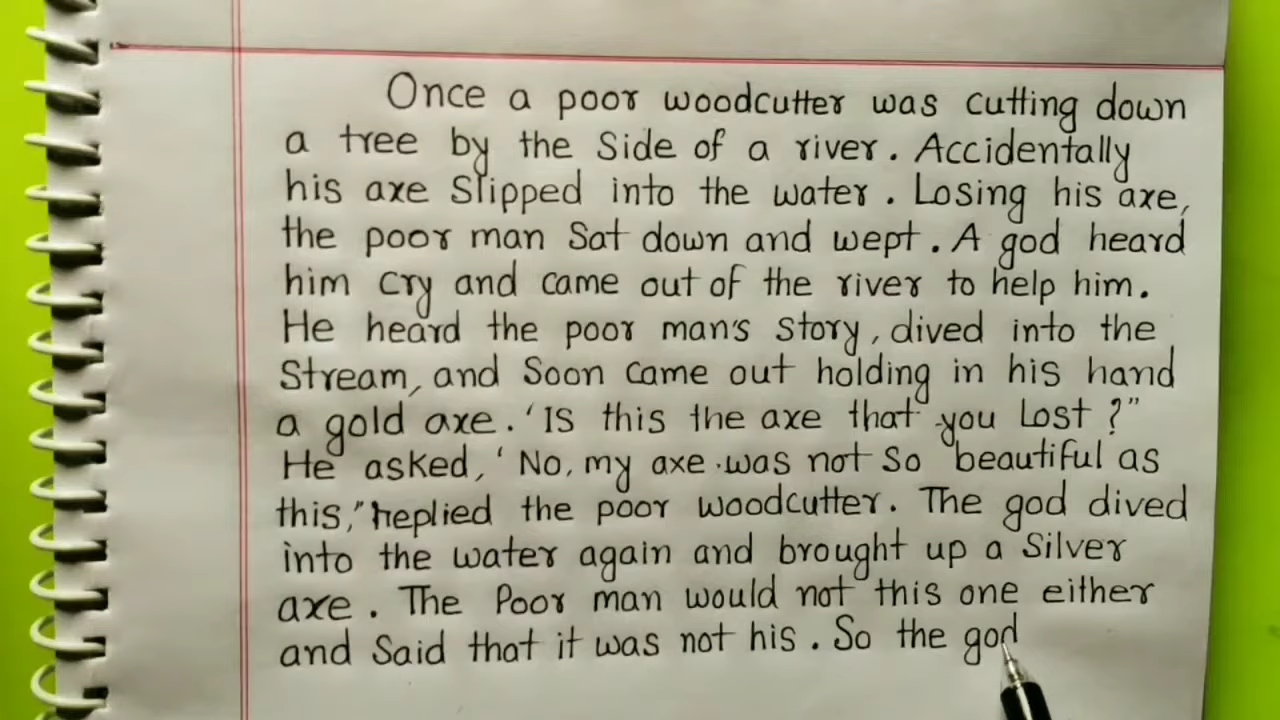 Once a poor woodcutter was cutting down
a tree by the Side of a river. Accidentally
his axe slipped into the water. Losing his axe,
the poor man Sat down and wept. A god heard
him cry and came out of the river to help him.
He heard the poor man's story, dived into the
Stream, and Soon came out holding in his hand
a gold axe. 'Is this the axe that you Lost ?"
He asked, 'No, my axe was not so beautiful as
this," heplied the poor woodcutter. The god dived
into the water again and brought up a Silver
axe. The Poor man would not this one either
and Said that it was not his. So the god